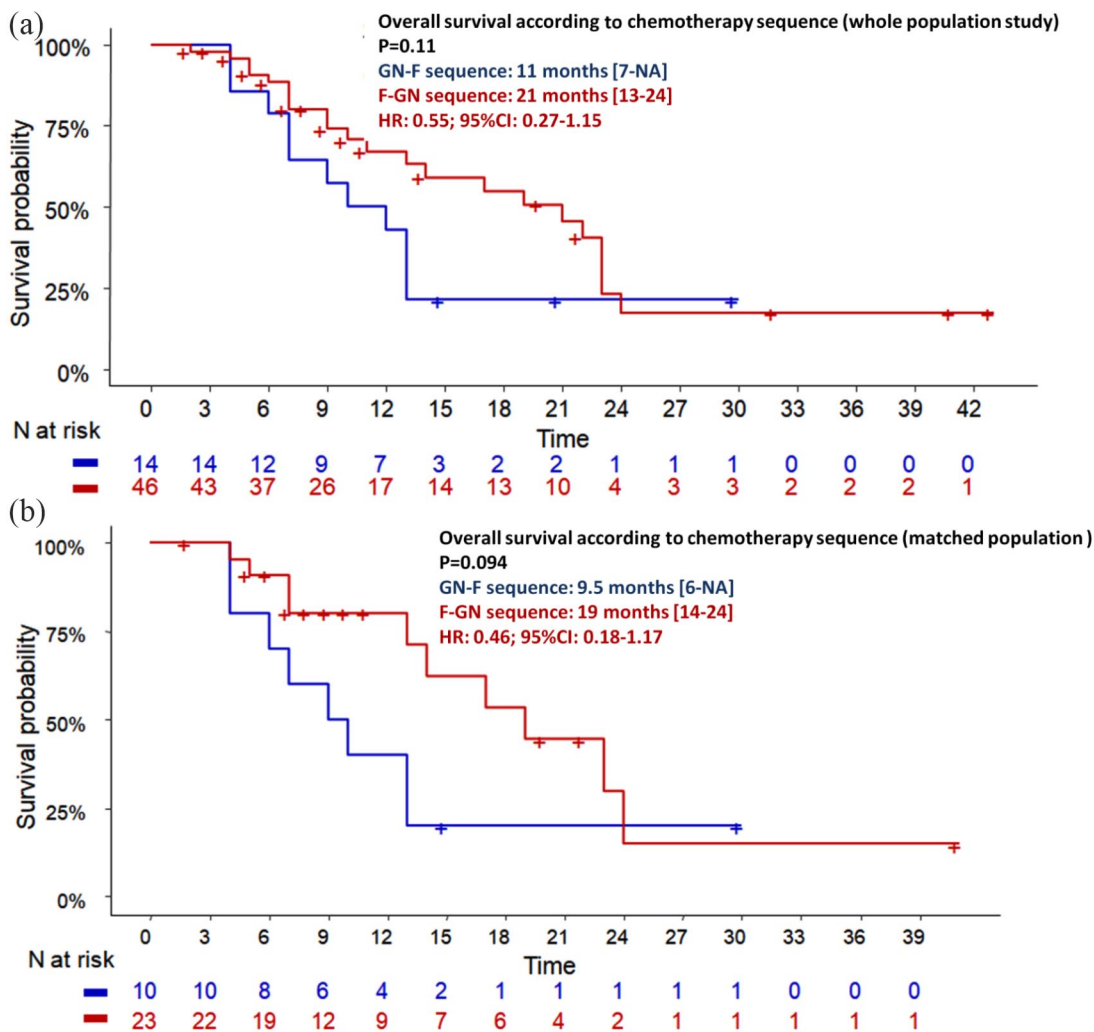 (a)
Overall survival according to chemotherapy sequence (whole population study)
P=0.11
GN-F sequence: 11 months [7-NA]
F-GN sequence: 21 months [13-24]
HR: 0.55; 95%CI: 0.27-1.15
Survival probability
100%
75%
50%
25%
0%
0 3 6 9 12 15 18 21 24 27 30 33 36 39 42
Time
N at risk
14 14 12 9 7 3 2 2 1 1 1 0 0 0 0
46 43 37 26 17 14 13 10 4 3 3 2 2 2 1
(b)
Overall survival according to chemotherapy sequence (matched population )
P=0.094
GN-F sequence: 9.5 months [6-NA]
F-GN sequence: 19 months [14-24]
HR: 0.46; 95%CI: 0.18-1.17
Survival probability
100%
75%
50%
25%
0%
0 3 6 9 12 15 18 21 24 27 30 33 36 39
Time
N at risk
10 10 8 6 4 2 1 1 1 1 1 0 0 0
23 22 19 12 9 7 6 4 2 1 1 1 1 1